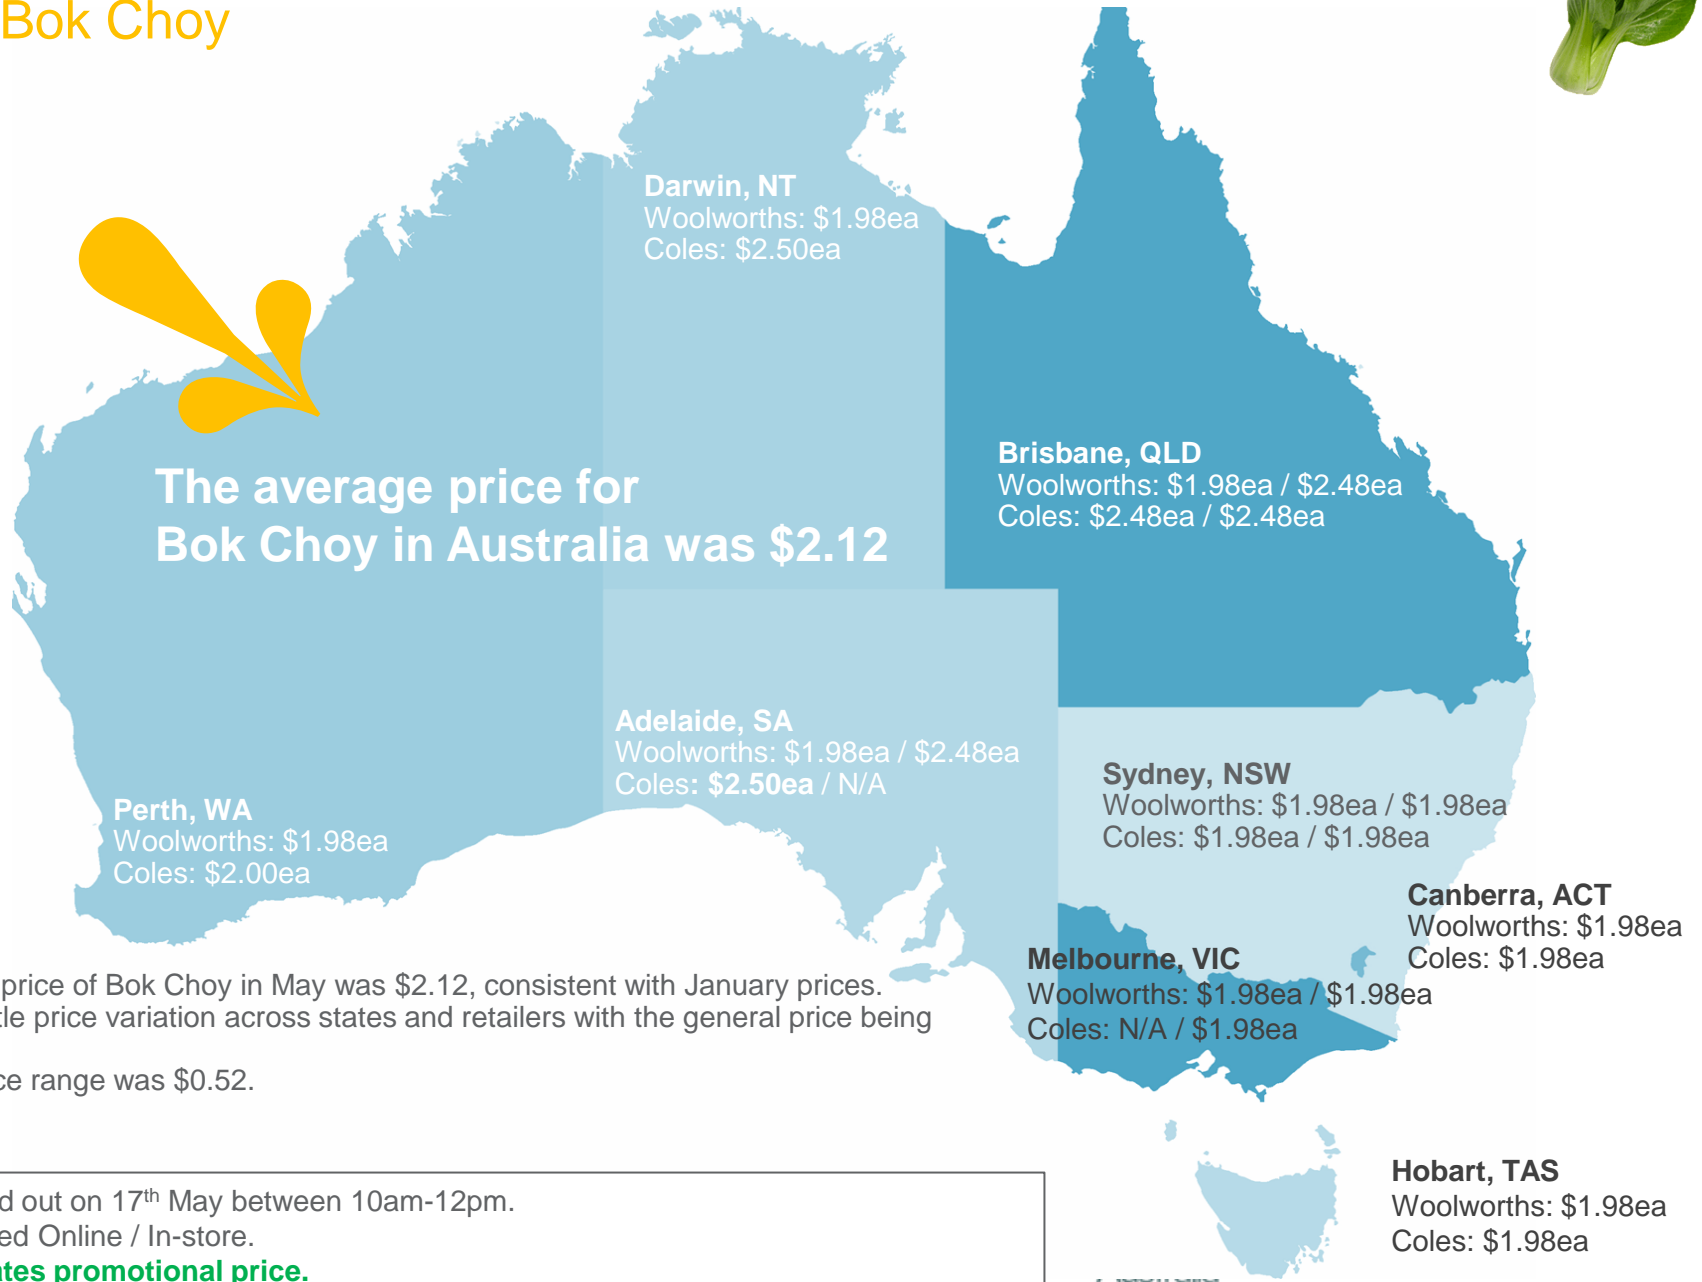 Bok Choy
Darwin, NT
Woolworths: $1.98ea
Coles: $2.50ea
The average price for
Bok Choy in Australia was $2.12
Brisbane, QLD
Woolworths: $1.98ea / $2.48ea
Coles: $2.48ea / $2.48ea
Adelaide, SA
Woolworths: $1.98ea / $2.48ea
Coles: $2.50ea / N/A
Perth, WA
Woolworths: $1.98ea
Coles: $2.00ea
Sydney, NSW
Woolworths: $1.98ea / $1.98ea
Coles: $1.98ea / $1.98ea
Canberra, ACT
Woolworths: $1.98ea
Coles: $1.98ea
Melbourne, VIC
Woolworths: $1.98ea / $1.98ea
Coles: N/A / $1.98ea
price of Bok Choy in May was $2.12, consistent with January prices.
price variation across states and retailers with the general price being
range was $0.52.
out on 17th May between 10am-12pm.
Online / In-store.
promotional price.
Hobart, TAS
Woolworths: $1.98ea
Coles: $1.98ea